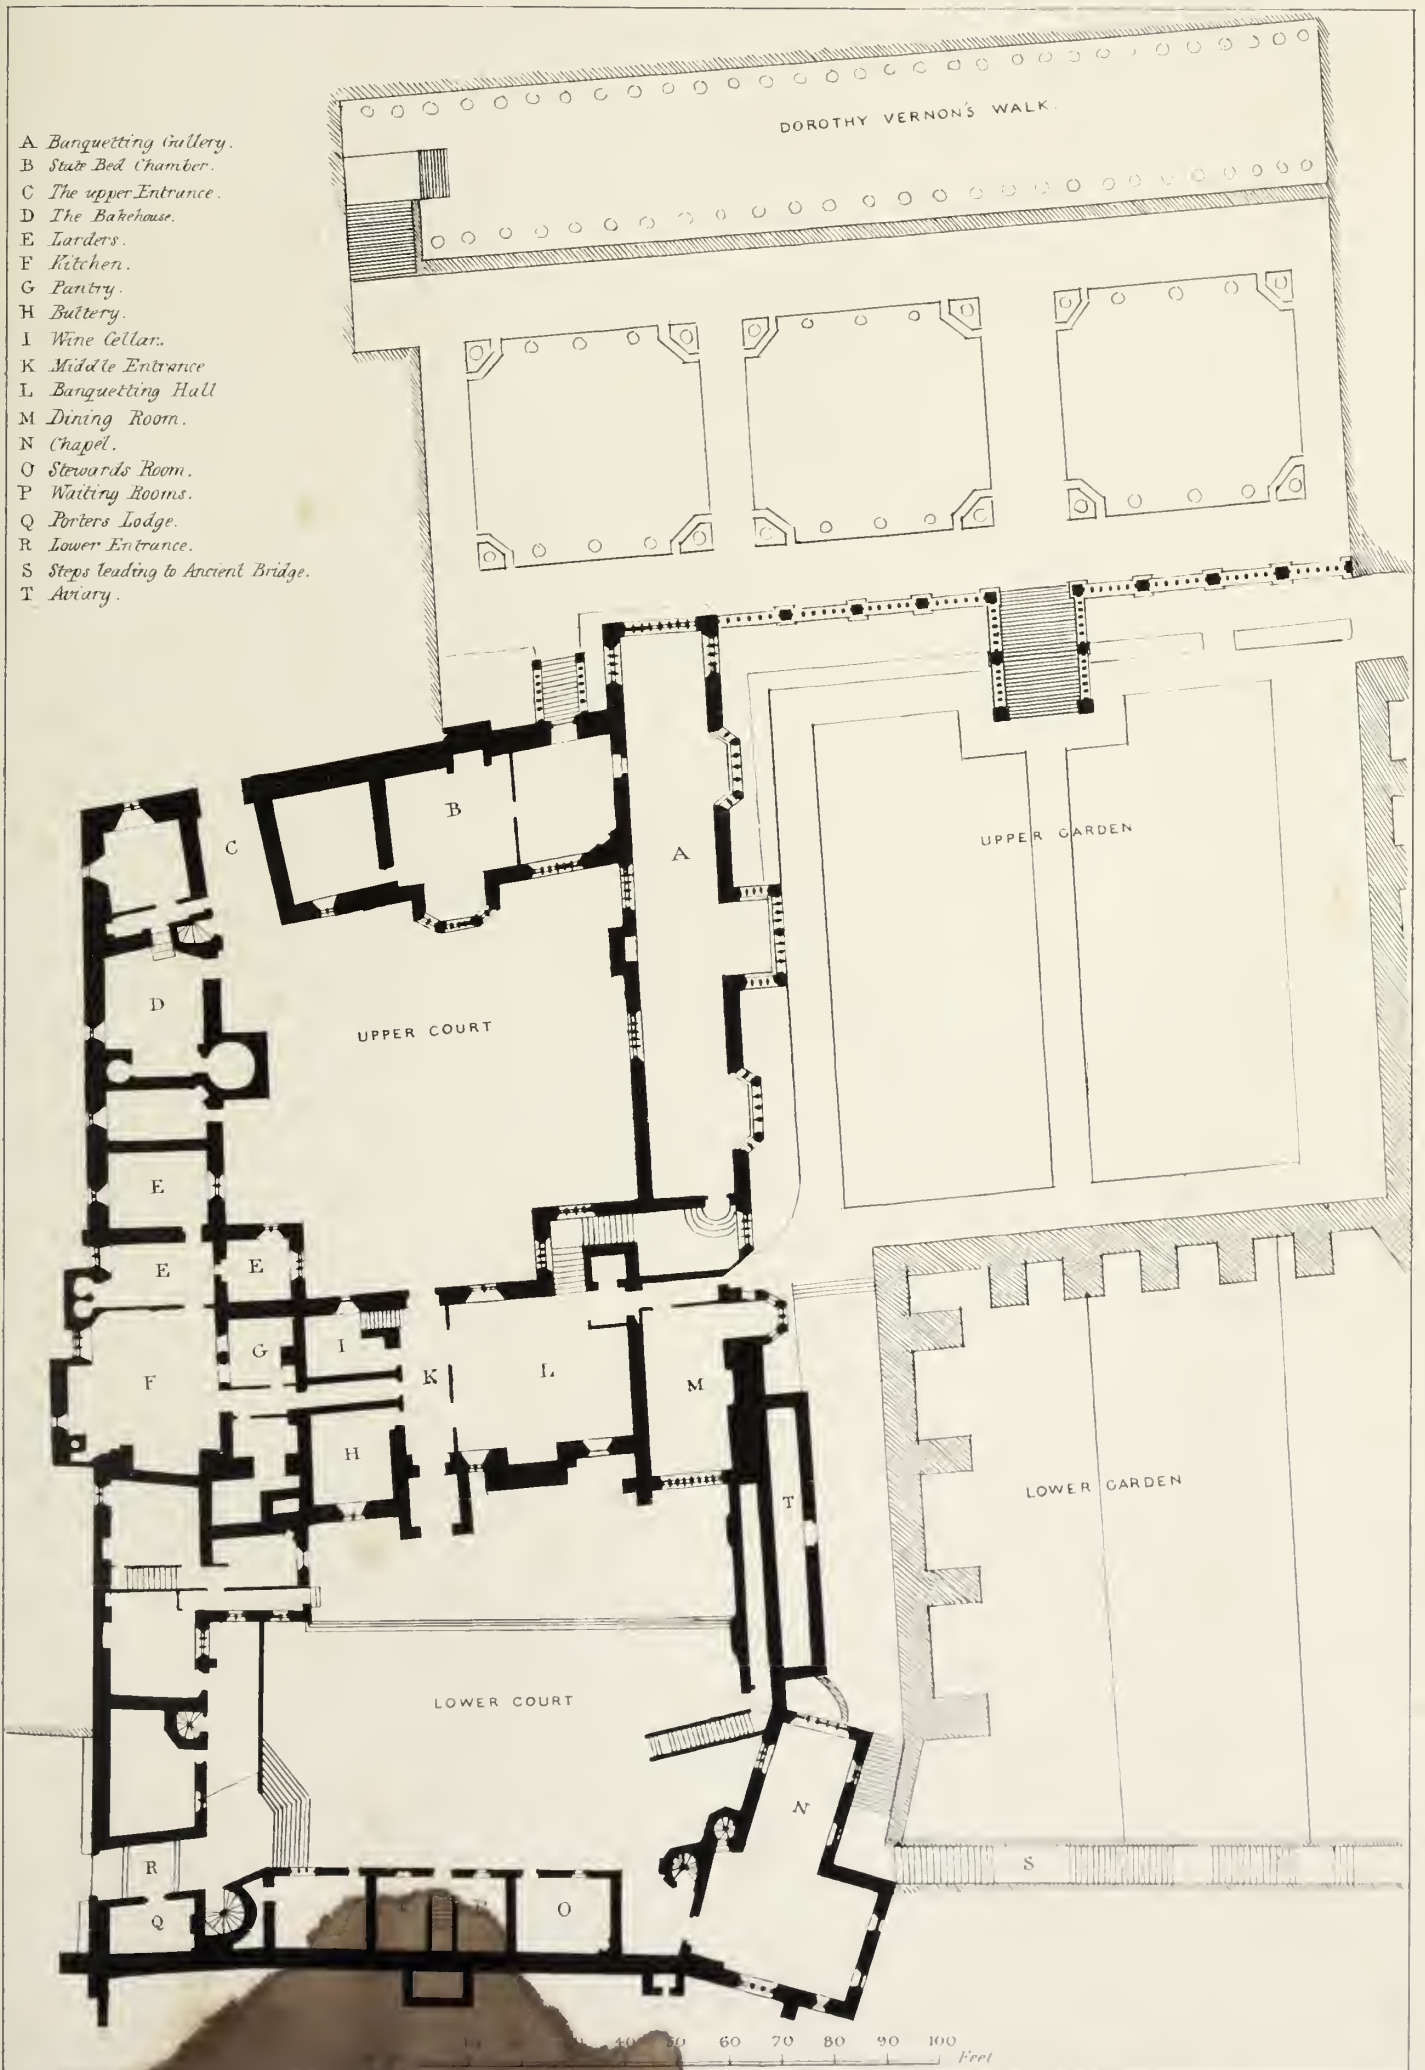 DOROTHY VERNON'S WALK.
A Banquetting Gallery.
B State Bed Chamber.
C The upper Entrance.
D The Bakehouse.
E Larders.
F Kitchen.
G Pantry.
H Buttery.
I Wine Cellar.
K Middle Entrance
L Banquetting Hall
M Dining Room.
N Chapel.
O Stewards Room.
P Waiting Rooms.
Q Porters Lodge.
R Lower Entrance.
S Steps leading to Ancient Bridge.
T Aviary.
B
C
A
UPPER GARDEN
D
UPPER COURT
E
E
E
G
I
K
L
M
F
H
T
LOWER GARDEN
LOWER COURT
N
R
S
Q
P
O
40 50 60 70 80 90 100
Feet